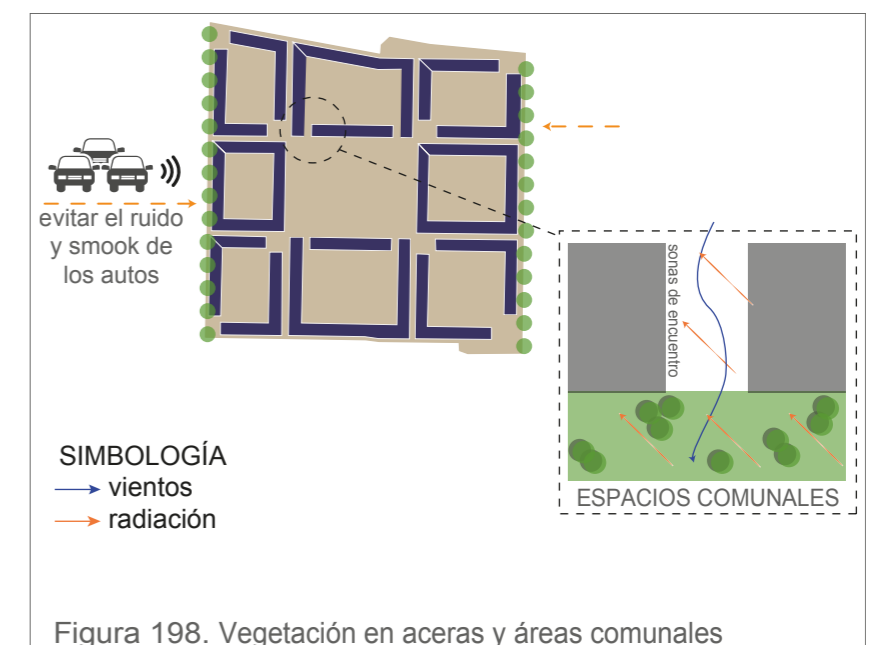 evitar el ruido
y smook de
los autos
sonas de encuentro
ESPACIOS COMUNALES
SIMBOLOGÍA
vientos
radiación
Figura 198. Vegetación en aceras y áreas comunales